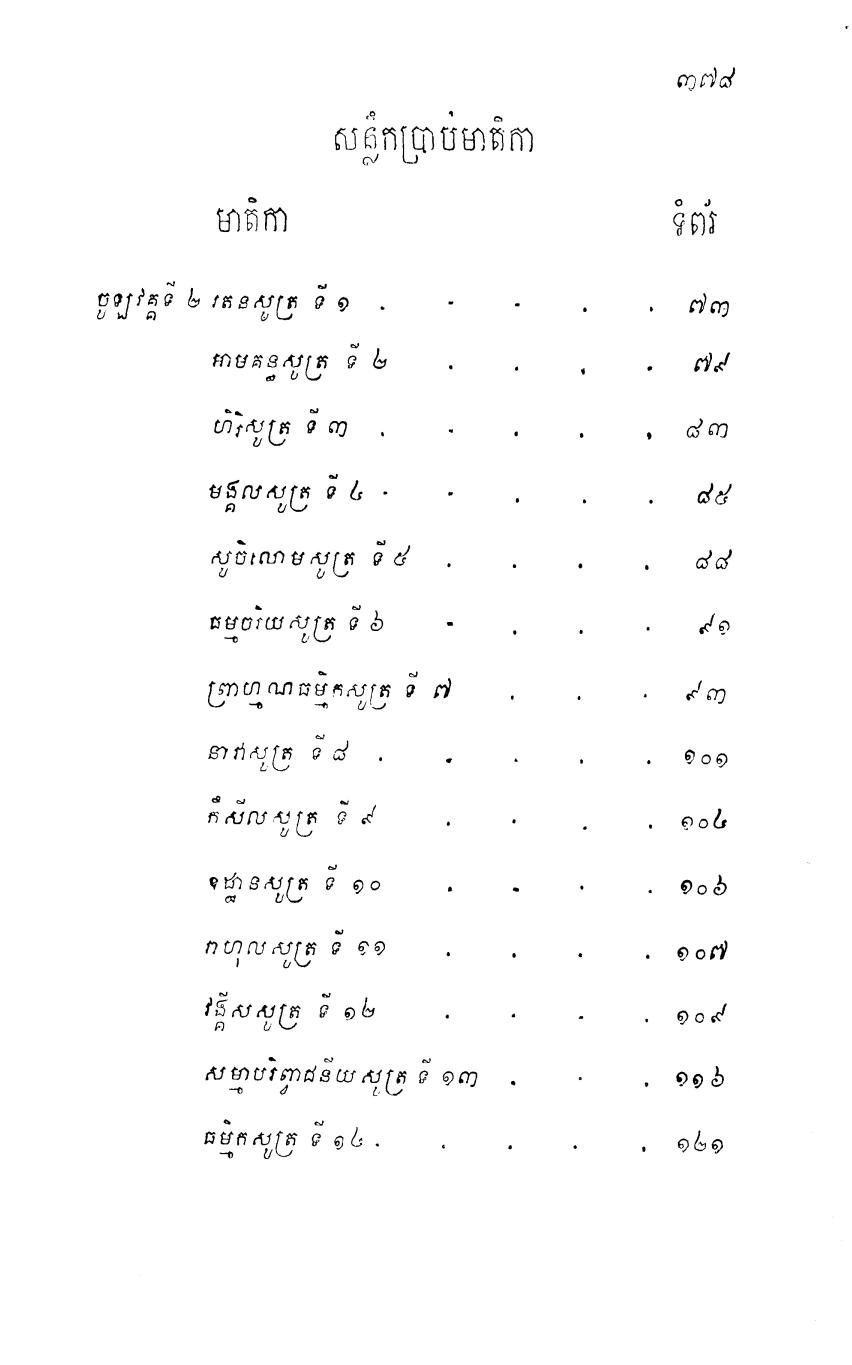 ៣៧៨
សន្លឹកប្រាប់មាតិកា
មាតិកា ទំព័រ
ចូឡវគ្គទី ២ រតនសូត្រ ទី ១ . . . . . ៧៣
អាមគន្ធសូត្រ ទី ២ . . . . ៧៩
ហិរិសូត្រ ទី ៣ . . . . . ៨៣
មង្គលសូត្រ ទី ៤ . . . . . ៨៥
សូចិលោមសូត្រ ទី ៥ . . . . ៨៨
ធម្មចរិយសូត្រ ទី ៦ . . . . ៩១
ព្រាហ្មណធម្មិកសូត្រ ទី ៧ . . . ៩៣
នាវាសូត្រ ទី ៨ . . . . . ១០១
កឹសីលសូត្រ ទី ៩ . . . . ១០៤
ឧដ្ឋានសូត្រ ទី ១០ . . . . ១០៦
រាហុលសូត្រ ទី ១១ . . . . ១០៧
វង្គីសសូត្រ ទី ១២ . . . . ១០៩
សម្មាបរិព្វាជនីយសូត្រ ទី ១៣ . . . ១១៦
ធម្មិកសូត្រ ទី ១៤ . . . . . ១២១